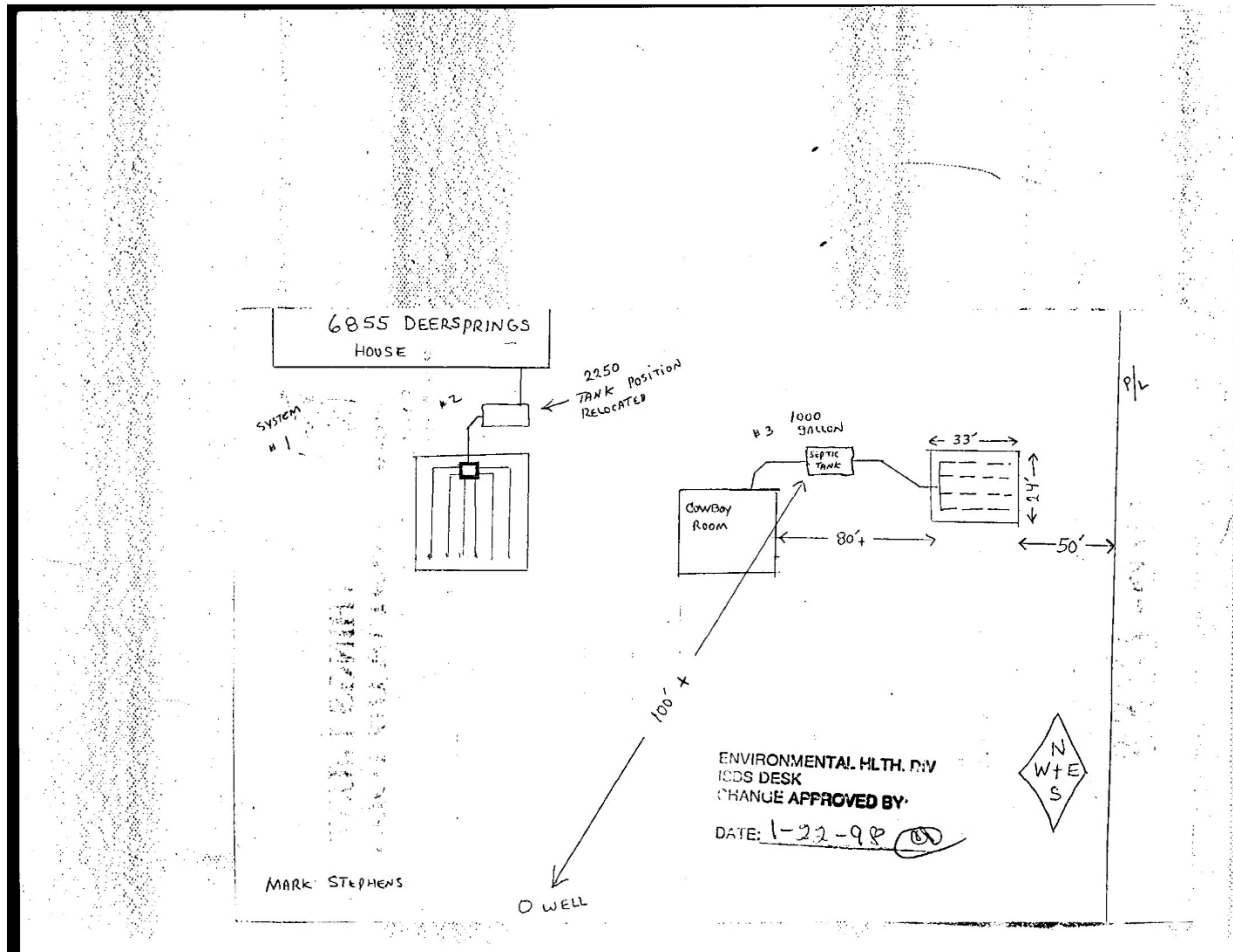 6855 DEERSPRINGS
HOUSE
SYSTEM
#1
#2
2250
TANK POSITION
RELOCATED
#3
1000
GALLON
SEPTIC
TANK
COWBOY
ROOM
33'
24'
80'+
50'
P/L
100' +
O WELL
N
W + E
S
ENVIRONMENTAL HLTH. DIV
ISDS DESK
CHANGE APPROVED BY:
DATE: 1-22-98
MARK STEPHENS